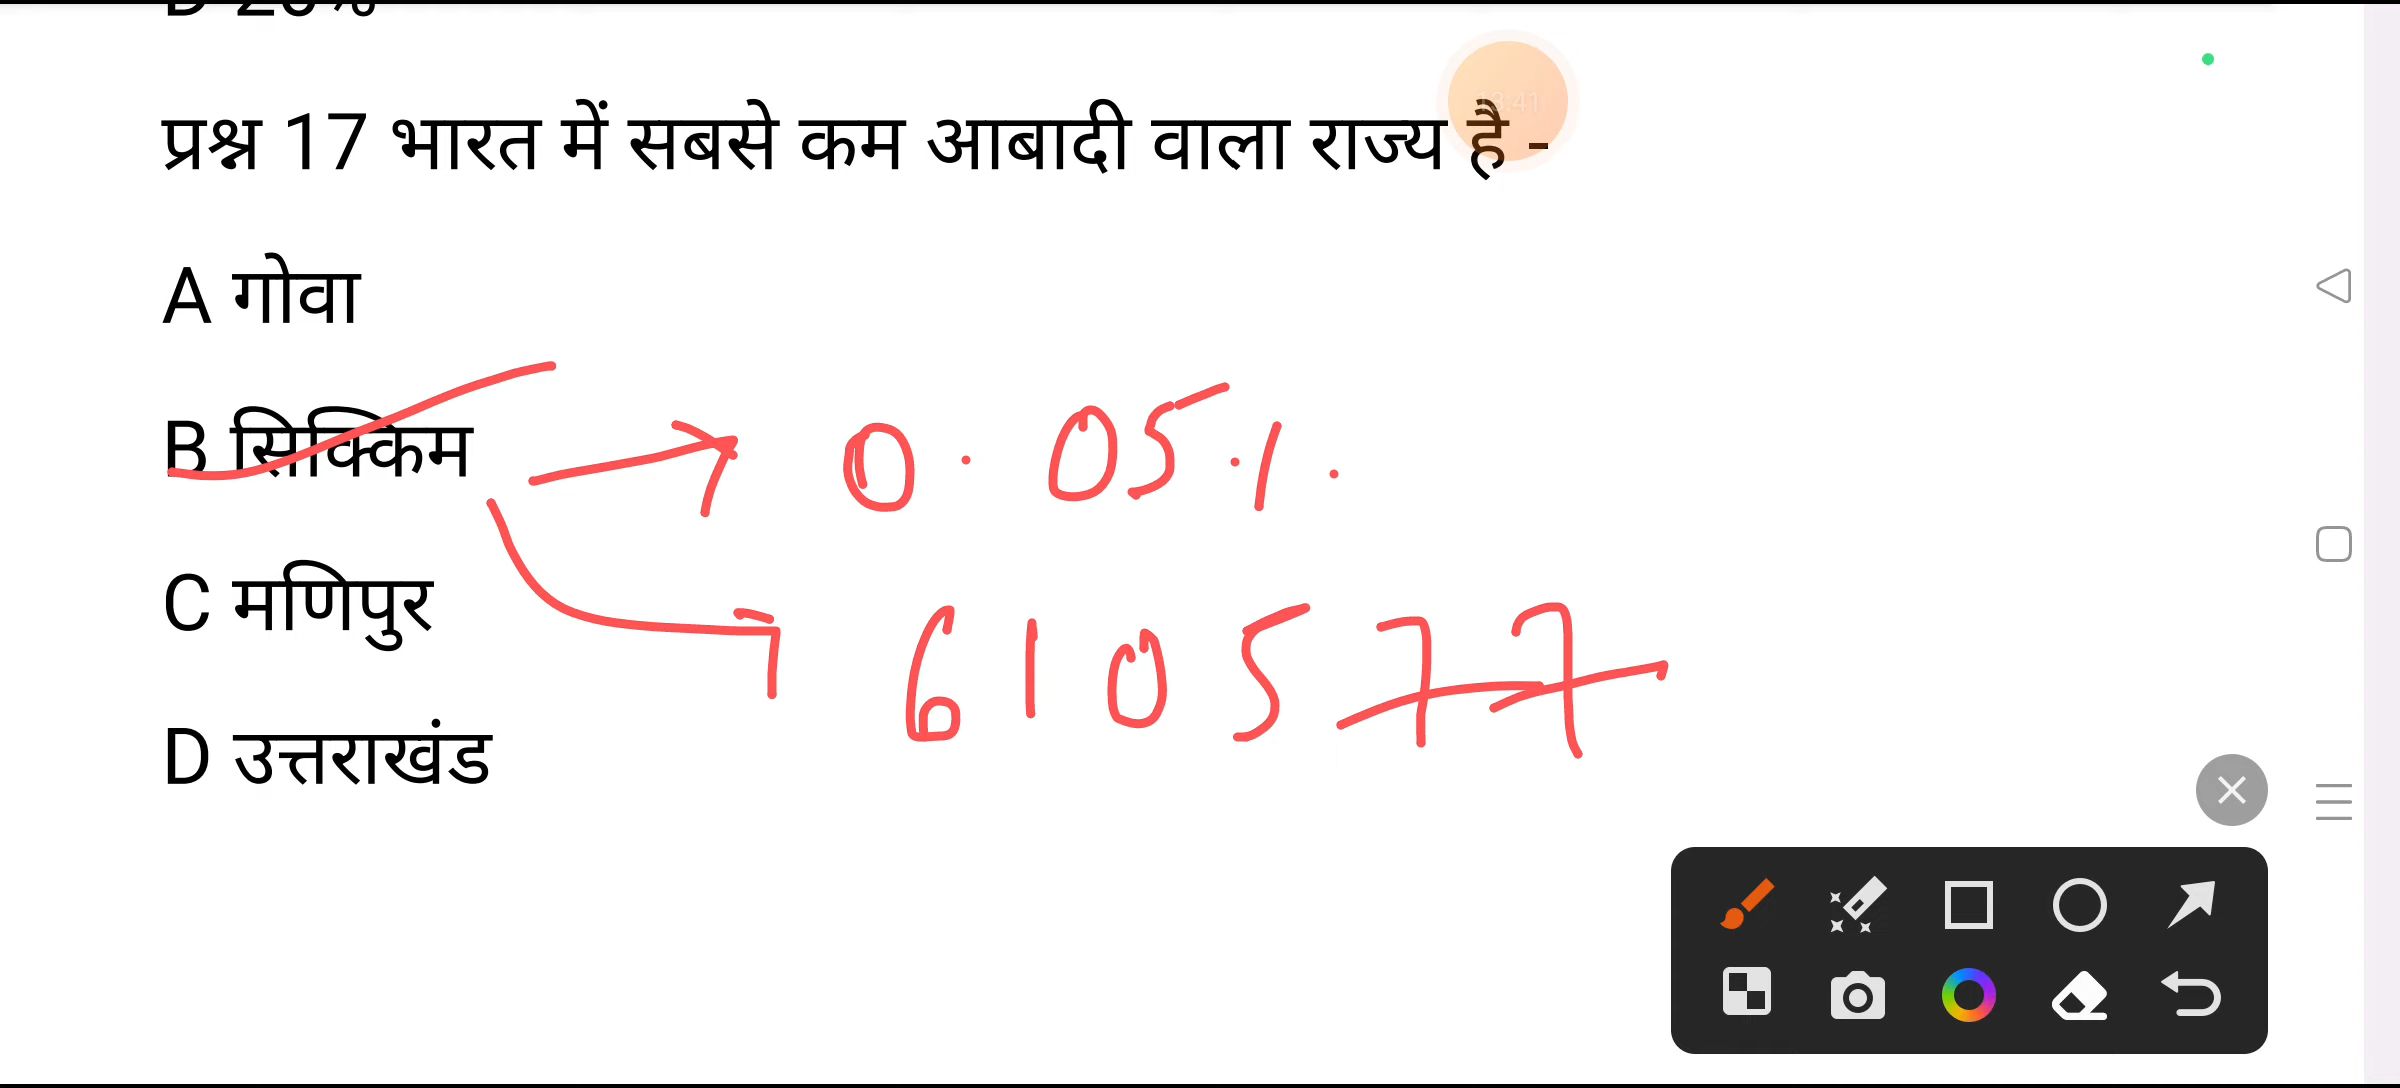 प्रश्न 17 भारत में सबसे कम आबादी वाला राज्य है -
A गोवा
B सिक्किम
0.05%
C मणिपुर
610577
D उत्तराखंड